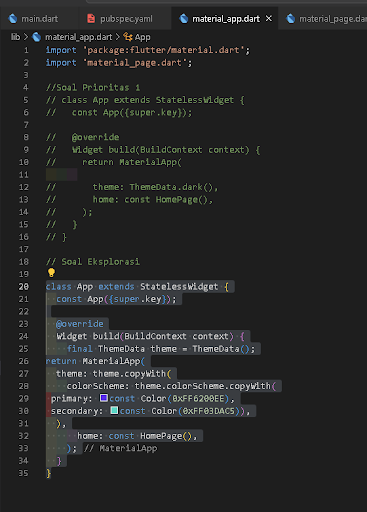 main.dart pubspec.yaml material_app.dart material_page.dart
lib > material_app.dart > App
1 import 'package:flutter/material.dart';
2 import 'material_page.dart';
3
4 //Soal Prioritas 1
5 // class App extends StatelessWidget {
6 //   const App({super.key});
7
8 //   @override
9 //   Widget build(BuildContext context) {
10 //     return MaterialApp(
11
12 //       theme: ThemeData.dark(),
13 //       home: const HomePage(),
14 //     );
15 //   }
16 // }
17
18 // Soal Eksplorasi
19
20 class App extends StatelessWidget {
21   const App({super.key});
22
23   @override
24   Widget build(BuildContext context) {
25     final ThemeData theme = ThemeData();
26 return MaterialApp(
27   theme: theme.copyWith(
28     colorScheme: theme.colorScheme.copyWith(
29 primary: const Color(0xFF6200EE),
30 secondary: const Color(0xFF03DAC5)),
31   ),
32       home: const HomePage(),
33     ); // MaterialApp
34   }
35 }